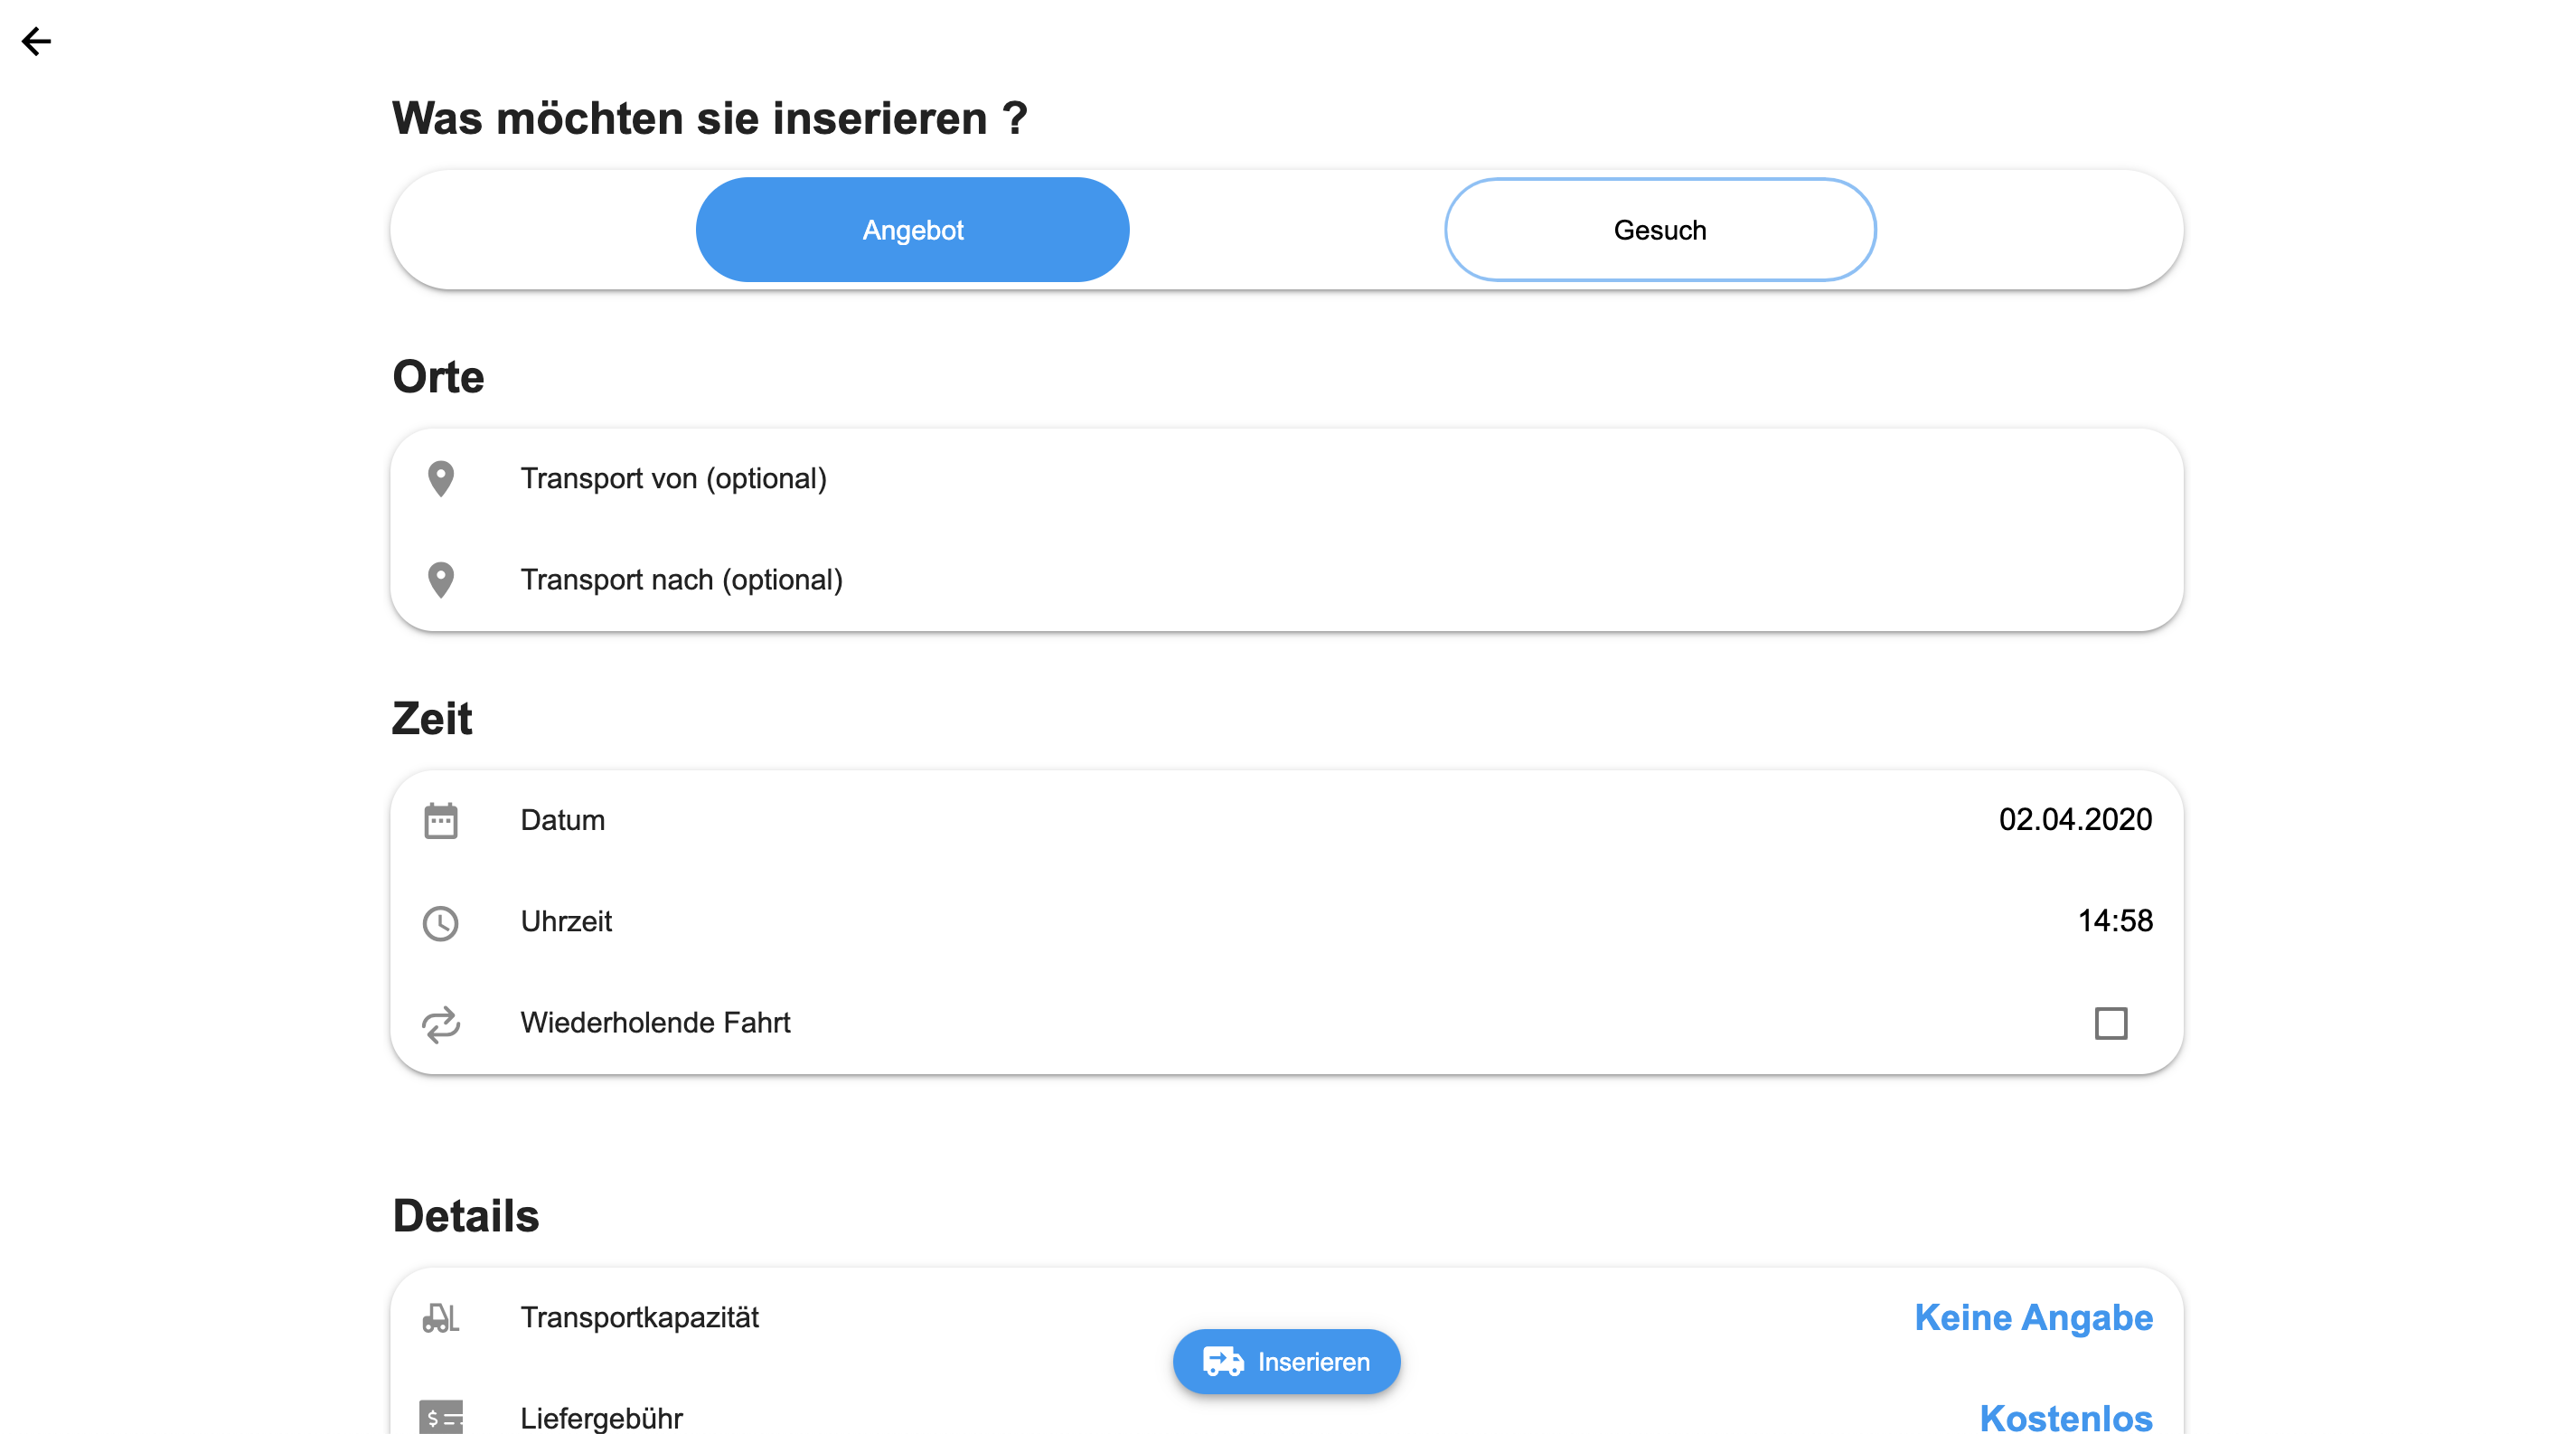 Was möchten sie inserieren ?
Angebot
Gesuch
Orte
Transport von (optional)
Transport nach (optional)
Zeit
Datum
02.04.2020
Uhrzeit
14:58
Wiederholende Fahrt
Details
Transportkapazität
Keine Angabe
Inserieren
Liefergebühr
Kostenlos